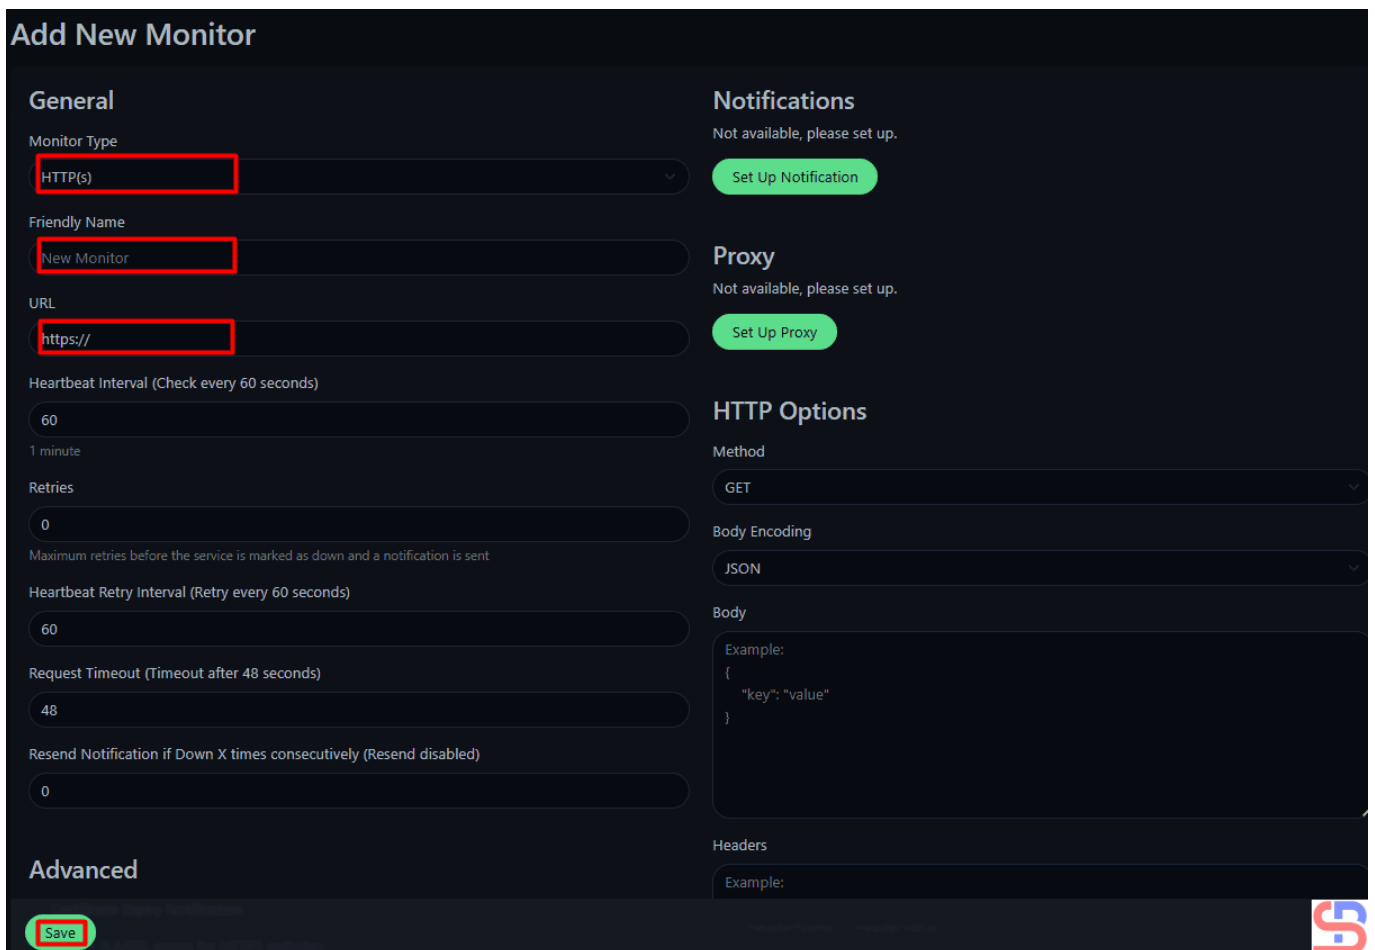 Add New Monitor
General
Monitor Type
HTTP(s)
Friendly Name
New Monitor
URL
https://
Heartbeat Interval (Check every 60 seconds)
60
1 minute
Retries
0
Maximum retries before the service is marked as down and a notification is sent
Heartbeat Retry Interval (Retry every 60 seconds)
60
Request Timeout (Timeout after 48 seconds)
48
Resend Notification if Down X times consecutively (Resend disabled)
0
Advanced
Save
Notifications
Not available, please set up.
Set Up Notification
Proxy
Not available, please set up.
Set Up Proxy
HTTP Options
Method
GET
Body Encoding
JSON
Body
Example:
{
"key": "value"
}
Headers
Example: